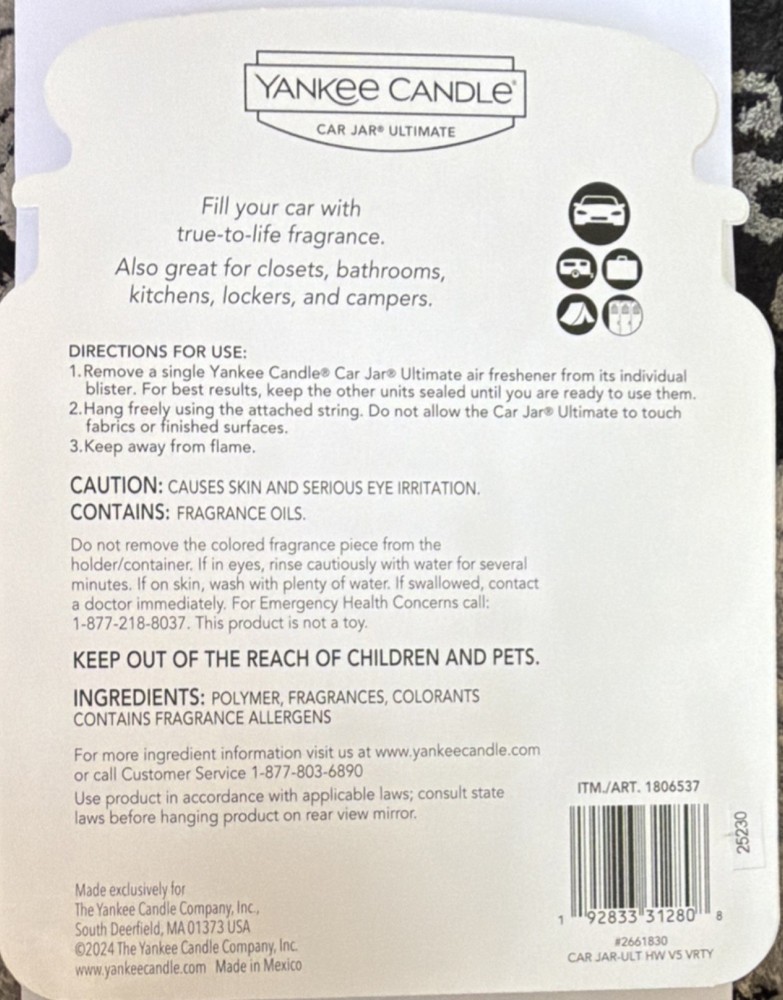 YANKEE CANDLE®
CAR JAR® ULTIMATE
Fill your car with
true-to-life fragrance.
Also great for closets, bathrooms,
kitchens, lockers, and campers.
DIRECTIONS FOR USE:
1.Remove a single Yankee Candle® Car Jar® Ultimate air freshener from its individual
blister. For best results, keep the other units sealed until you are ready to use them.
2.Hang freely using the attached string. Do not allow the Car Jar® Ultimate to touch
fabrics or finished surfaces.
3.Keep away from flame.
CAUTION: CAUSES SKIN AND SERIOUS EYE IRRITATION.
CONTAINS: FRAGRANCE OILS.
Do not remove the colored fragrance piece from the
holder/container. If in eyes, rinse cautiously with water for several
minutes. If on skin, wash with plenty of water. If swallowed, contact
a doctor immediately. For Emergency Health Concerns call:
1-877-218-8037. This product is not a toy.
KEEP OUT OF THE REACH OF CHILDREN AND PETS.
INGREDIENTS: POLYMER, FRAGRANCES, COLORANTS
CONTAINS FRAGRANCE ALLERGENS
For more ingredient information visit us at www.yankeecandle.com
or call Customer Service 1-877-803-6890
Use product in accordance with applicable laws; consult state
laws before hanging product on rear view mirror.
Made exclusively for
The Yankee Candle Company, Inc.,
South Deerfield, MA 01373 USA
©2024 The Yankee Candle Company, Inc.
www.yankeecandle.com Made in Mexico
ITM./ART. 1806537
25230
1 92833 31280 8
#2661830
CAR JAR-ULT HW V5 VRTY